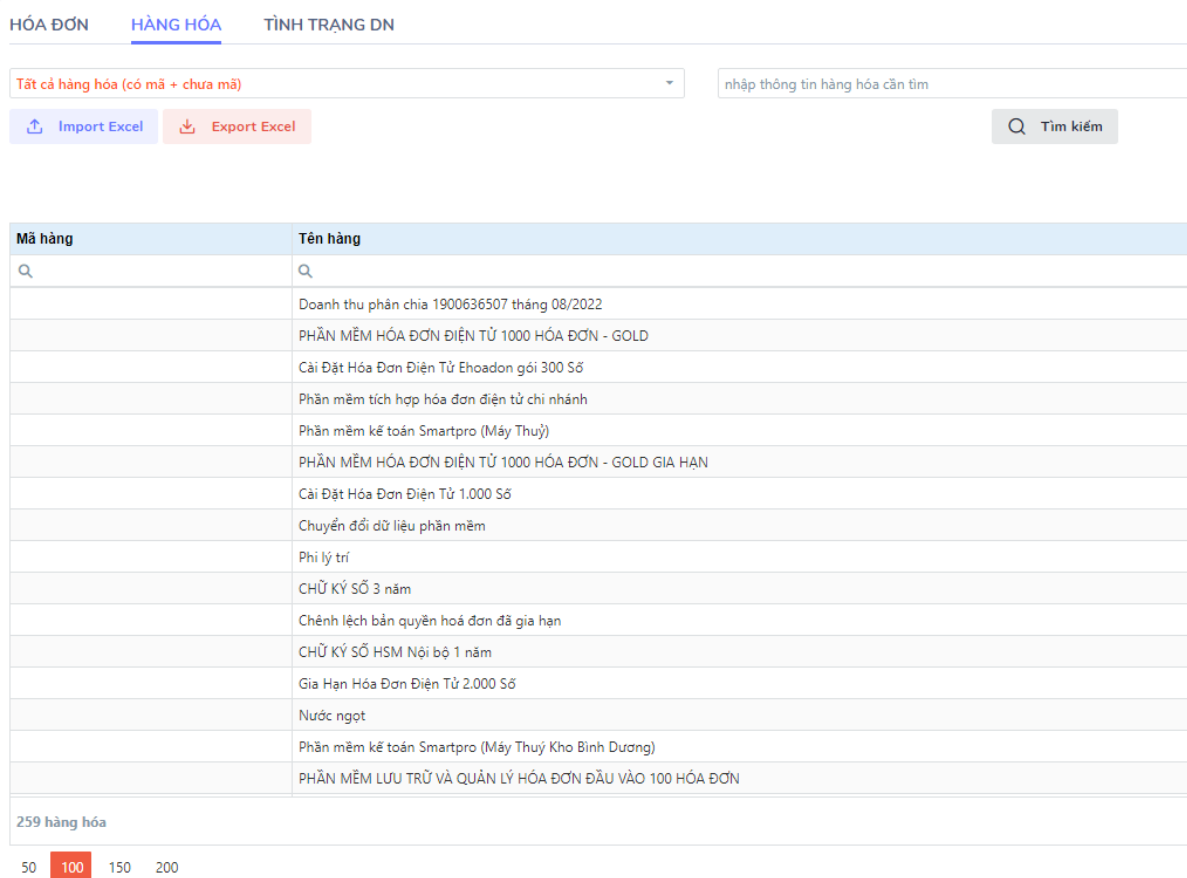 HÓA ĐƠN HÀNG HÓA TÌNH TRẠNG DN
Tất cả hàng hóa (có mã + chưa mã) nhập thông tin hàng hóa cần tìm
Import Excel Export Excel Tìm kiếm
Mã hàng Tên hàng
Doanh thu phân chia 1900636507 tháng 08/2022
PHẦN MỀM HÓA ĐƠN ĐIỆN TỬ 1000 HÓA ĐƠN - GOLD
Cài Đặt Hóa Đơn Điện Tử Ehoadon gói 300 Số
Phần mềm tích hợp hóa đơn điện tử chi nhánh
Phần mềm kế toán Smartpro (Máy Thuỷ)
PHẦN MỀM HÓA ĐƠN ĐIỆN TỬ 1000 HÓA ĐƠN - GOLD GIA HẠN
Cài Đặt Hóa Đơn Điện Tử 1.000 Số
Chuyển đổi dữ liệu phần mềm
Phi lý trí
CHỮ KÝ SỐ 3 năm
Chênh lệch bản quyền hoá đơn đã gia hạn
CHỮ KÝ SỐ HSM Nội bộ 1 năm
Gia Hạn Hóa Đơn Điện Tử 2.000 Số
Nước ngọt
Phần mềm kế toán Smartpro (Máy Thuý Kho Bình Dương)
PHẦN MỀM LƯU TRỮ VÀ QUẢN LÝ HÓA ĐƠN ĐẦU VÀO 100 HÓA ĐƠN
259 hàng hóa
50 100 150 200